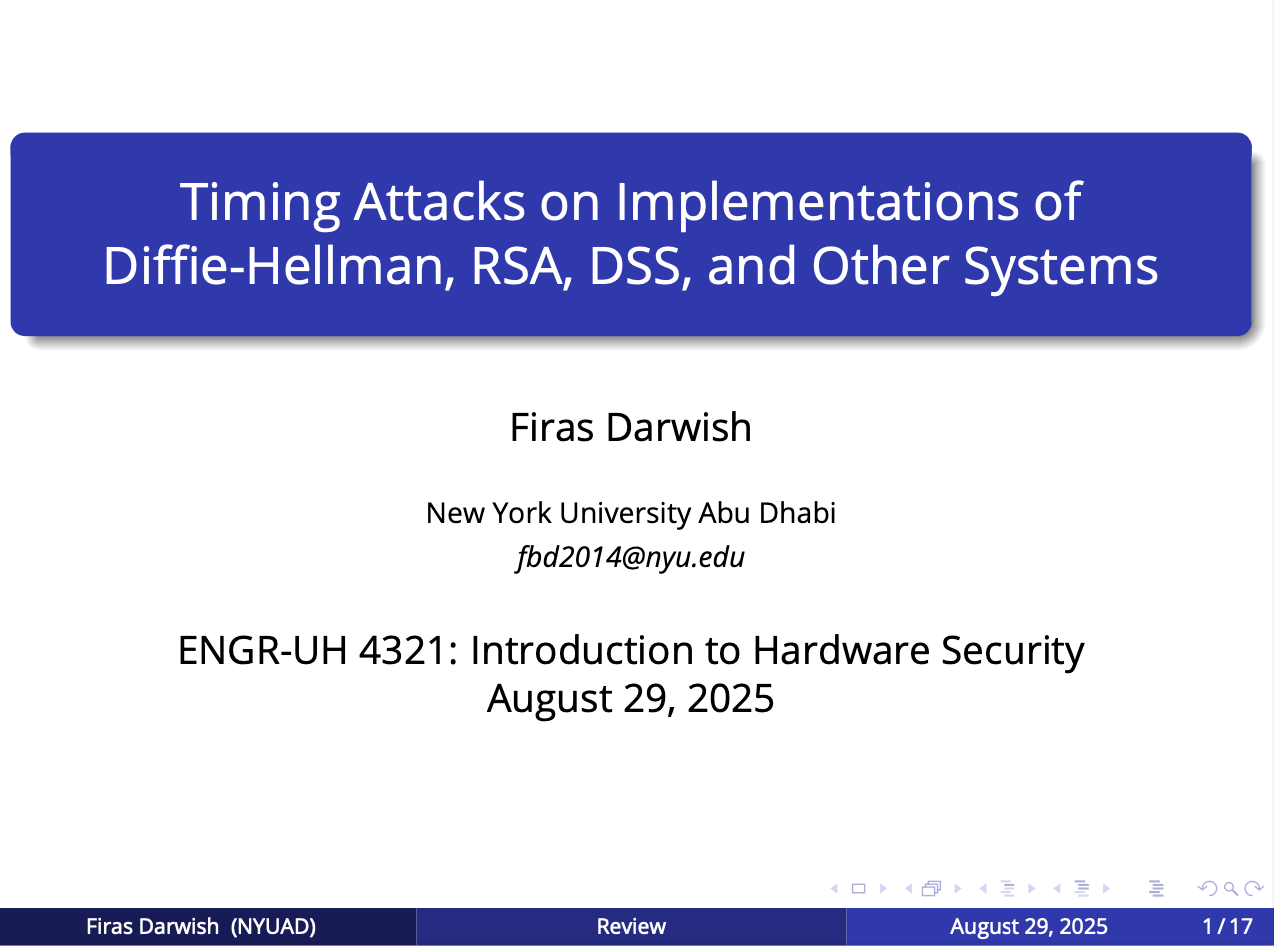 Timing Attacks on Implementations of
Diffie-Hellman, RSA, DSS, and Other Systems
Firas Darwish
New York University Abu Dhabi
fbd2014@nyu.edu
ENGR-UH 4321: Introduction to Hardware Security
August 29, 2025
Firas Darwish (NYUAD) Review August 29, 2025 1 / 17